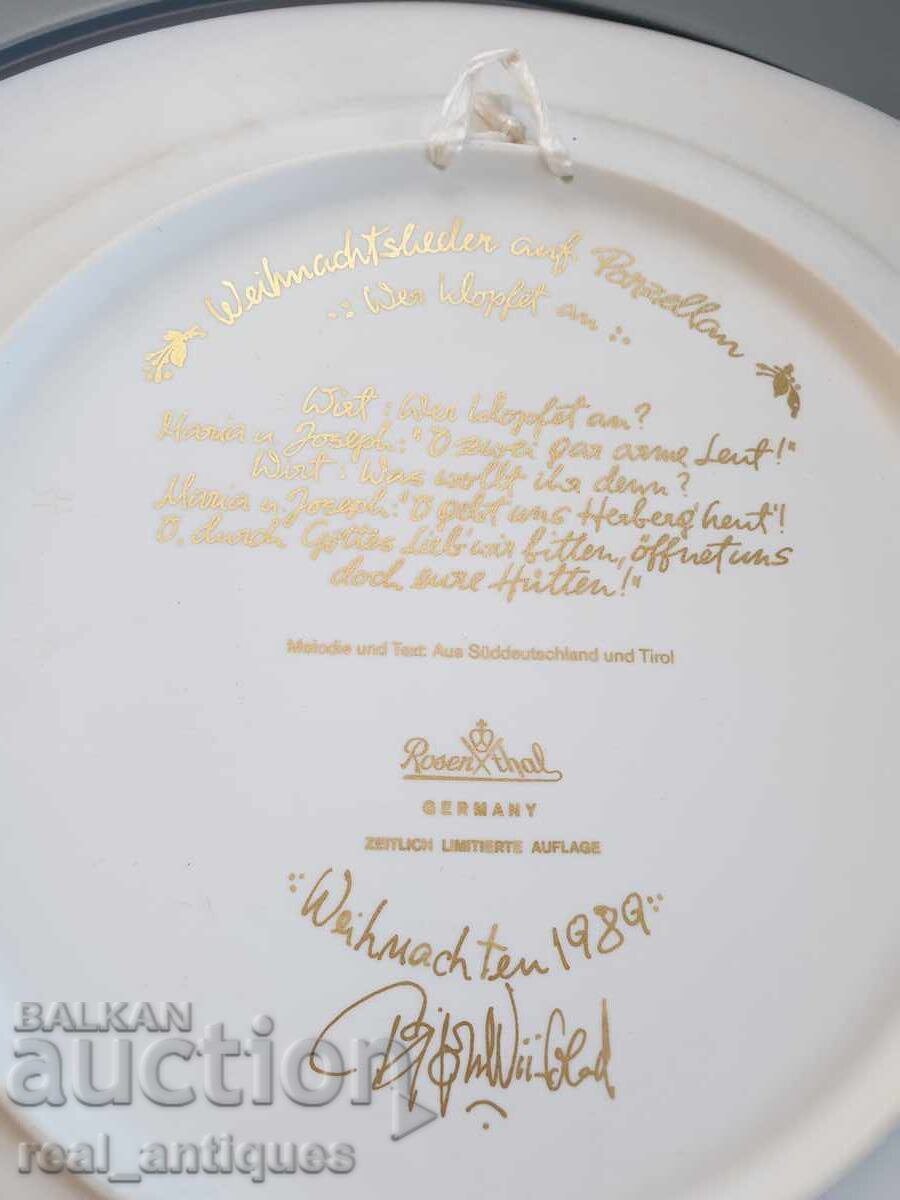 Weihnachtslieder auf Porzellan
Wer klopfet an
Wirt: Wer klopfet an?
Maria u. Joseph: "O zwei gar arme Leut!"
Wirt: Was wollt ihr denn?
Maria u. Joseph: "O gebt uns Herberg' heut'!
O, durch Gottes Lieb' wir bitten, öffnet uns
doch eure Hütten!"
Melodie und Text: Aus Süddeutschland und Tirol
Rosenthal
GERMANY
ZEITLICH LIMITIERTE AUFLAGE
Weihnachten 1989
Björn Wiinblad
BALKAN
auction
real_antiques